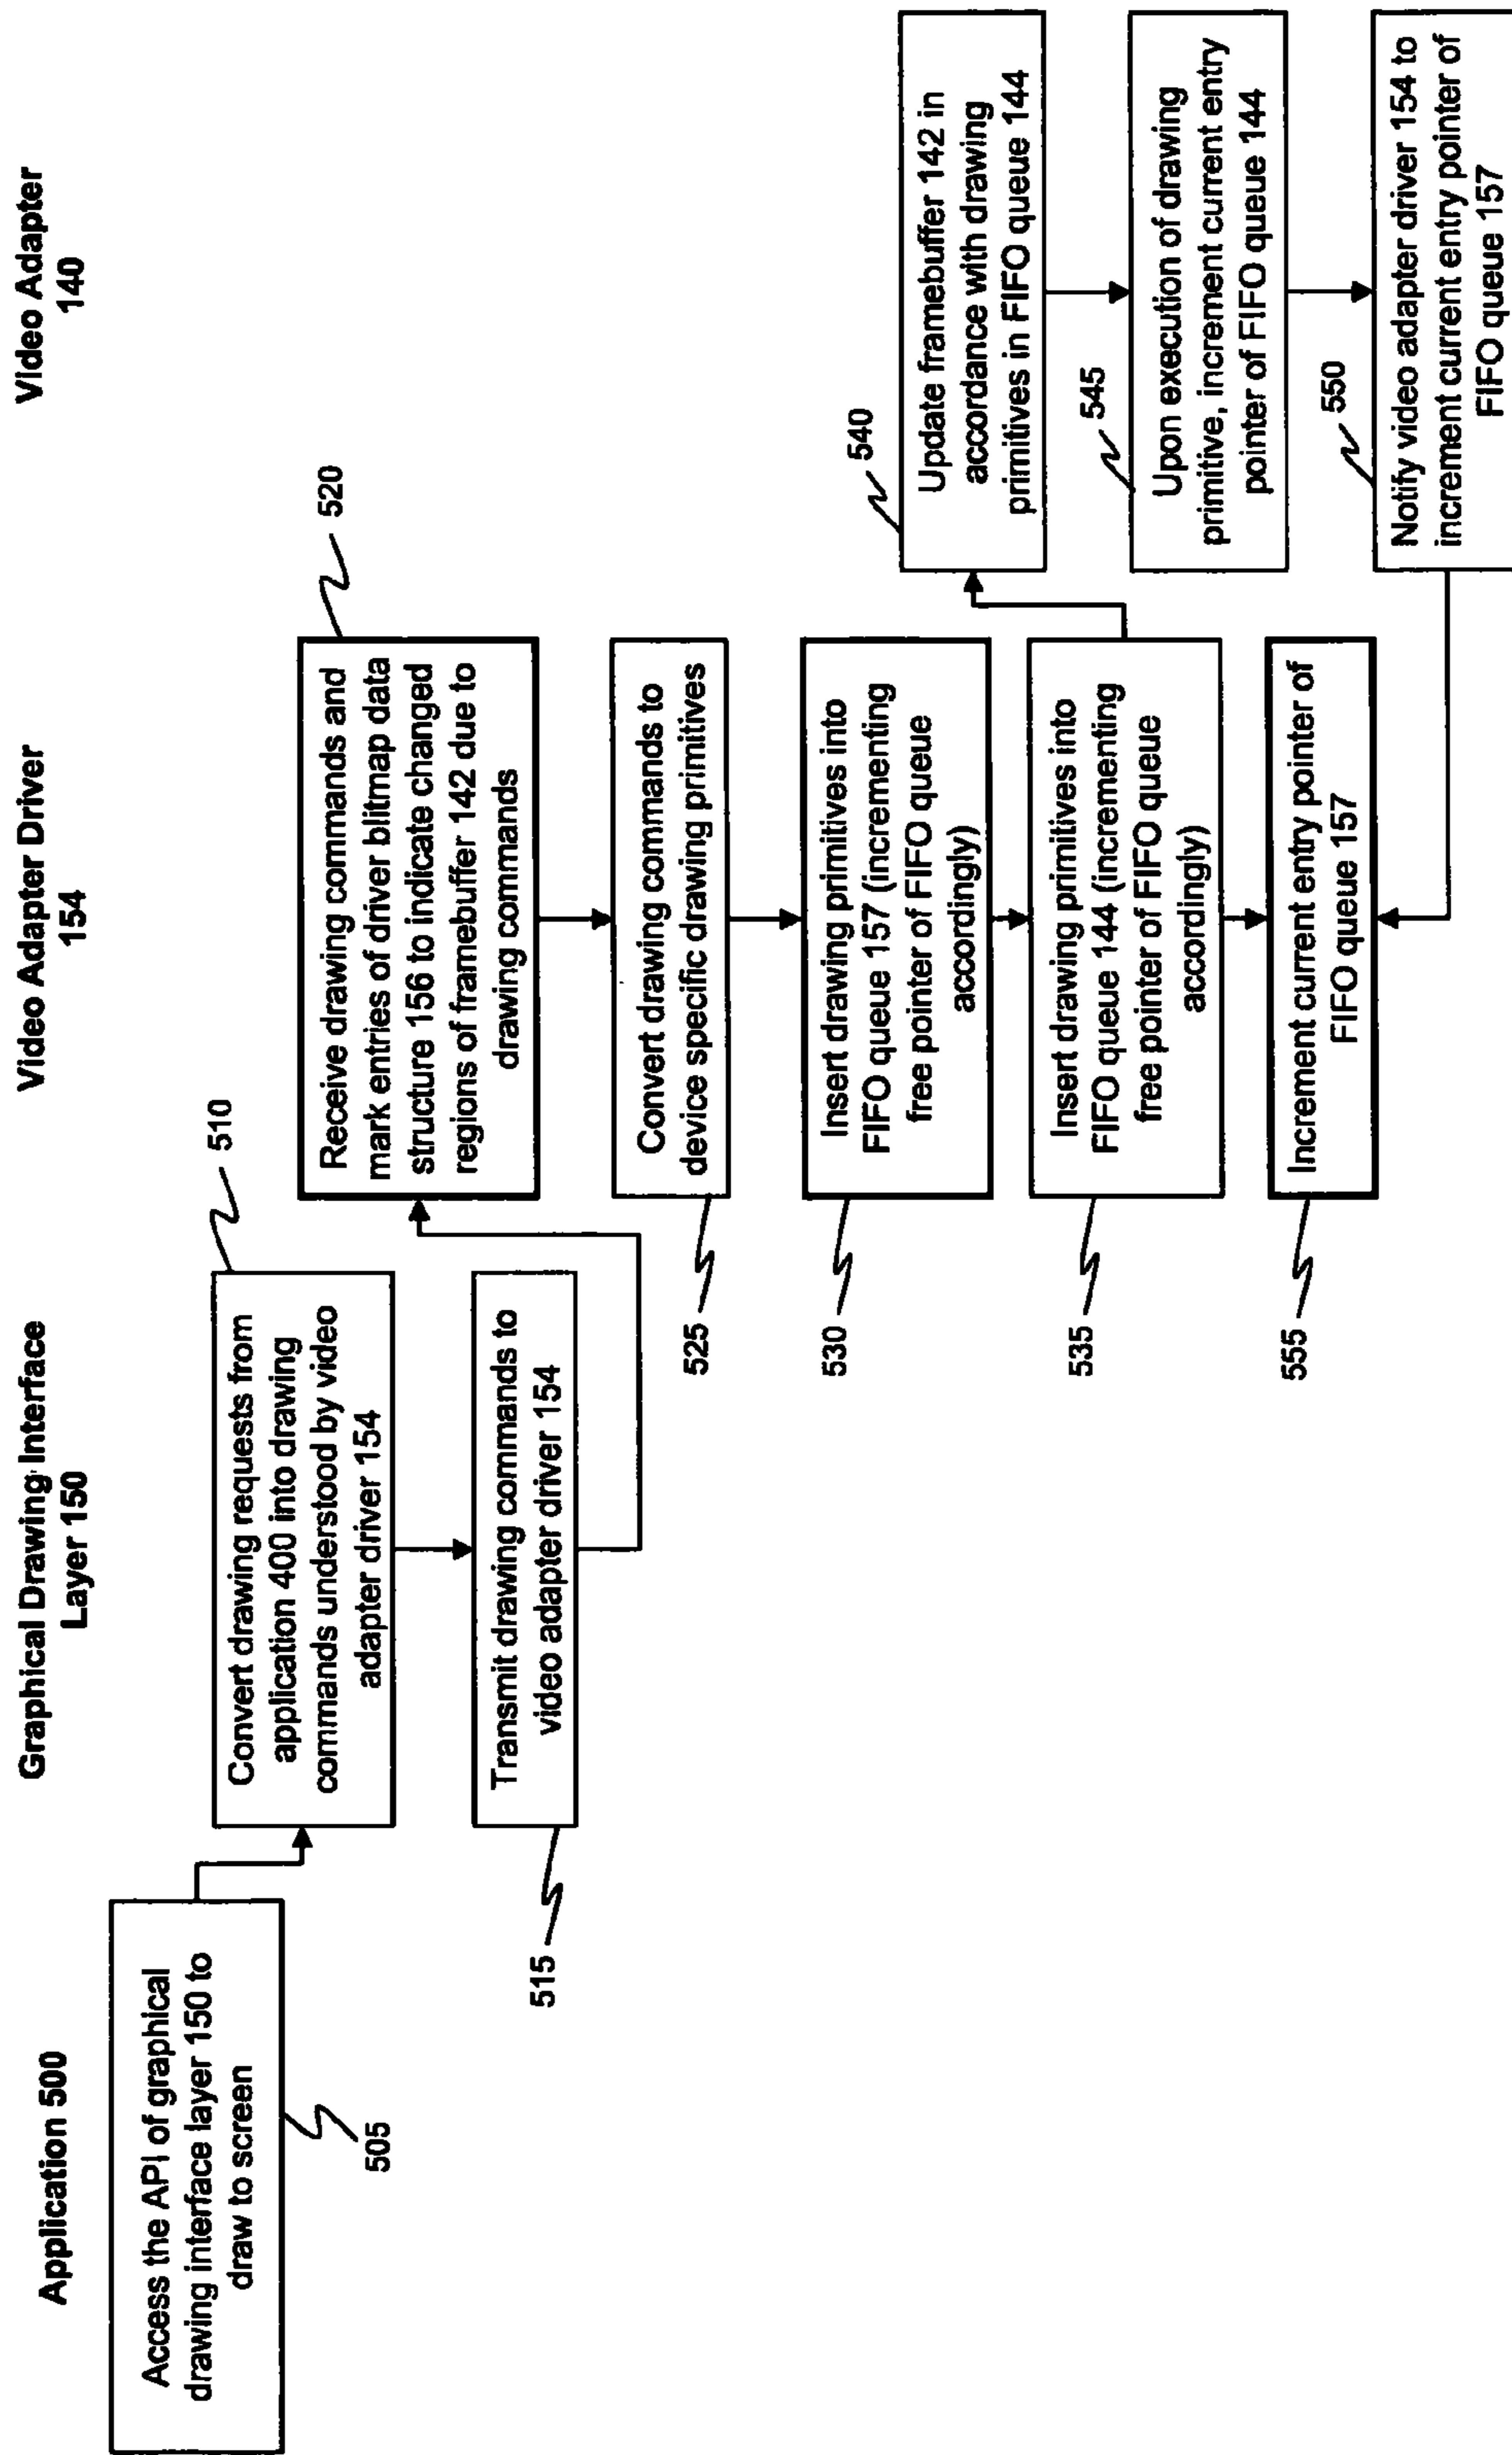 Application 500
Graphical Drawing Interface
Layer 150
Video Adapter Driver
154
Video Adapter
140
Access the API of graphical
drawing interface layer 150 to
draw to screen
505
Convert drawing requests from
application 400 into drawing
commands understood by video
adapter driver 154
510
Transmit drawing commands to
video adapter driver 154
515
Receive drawing commands and
mark entries of driver blitmap data
structure 156 to indicate changed
regions of framebuffer 142 due to
drawing commands
520
Convert drawing commands to
device specific drawing primitives
525
Insert drawing primitives into
FIFO queue 157 (incrementing
free pointer of FIFO queue
accordingly)
530
Insert drawing primitives into
FIFO queue 144 (incrementing
free pointer of FIFO queue
accordingly)
535
Update framebuffer 142 in
accordance with drawing
primitives in FIFO queue 144
540
Upon execution of drawing
primitive, increment current entry
pointer of FIFO queue 144
545
Notify video adapter driver 154 to
increment current entry pointer of
FIFO queue 157
550
Increment current entry pointer of
FIFO queue 157
555